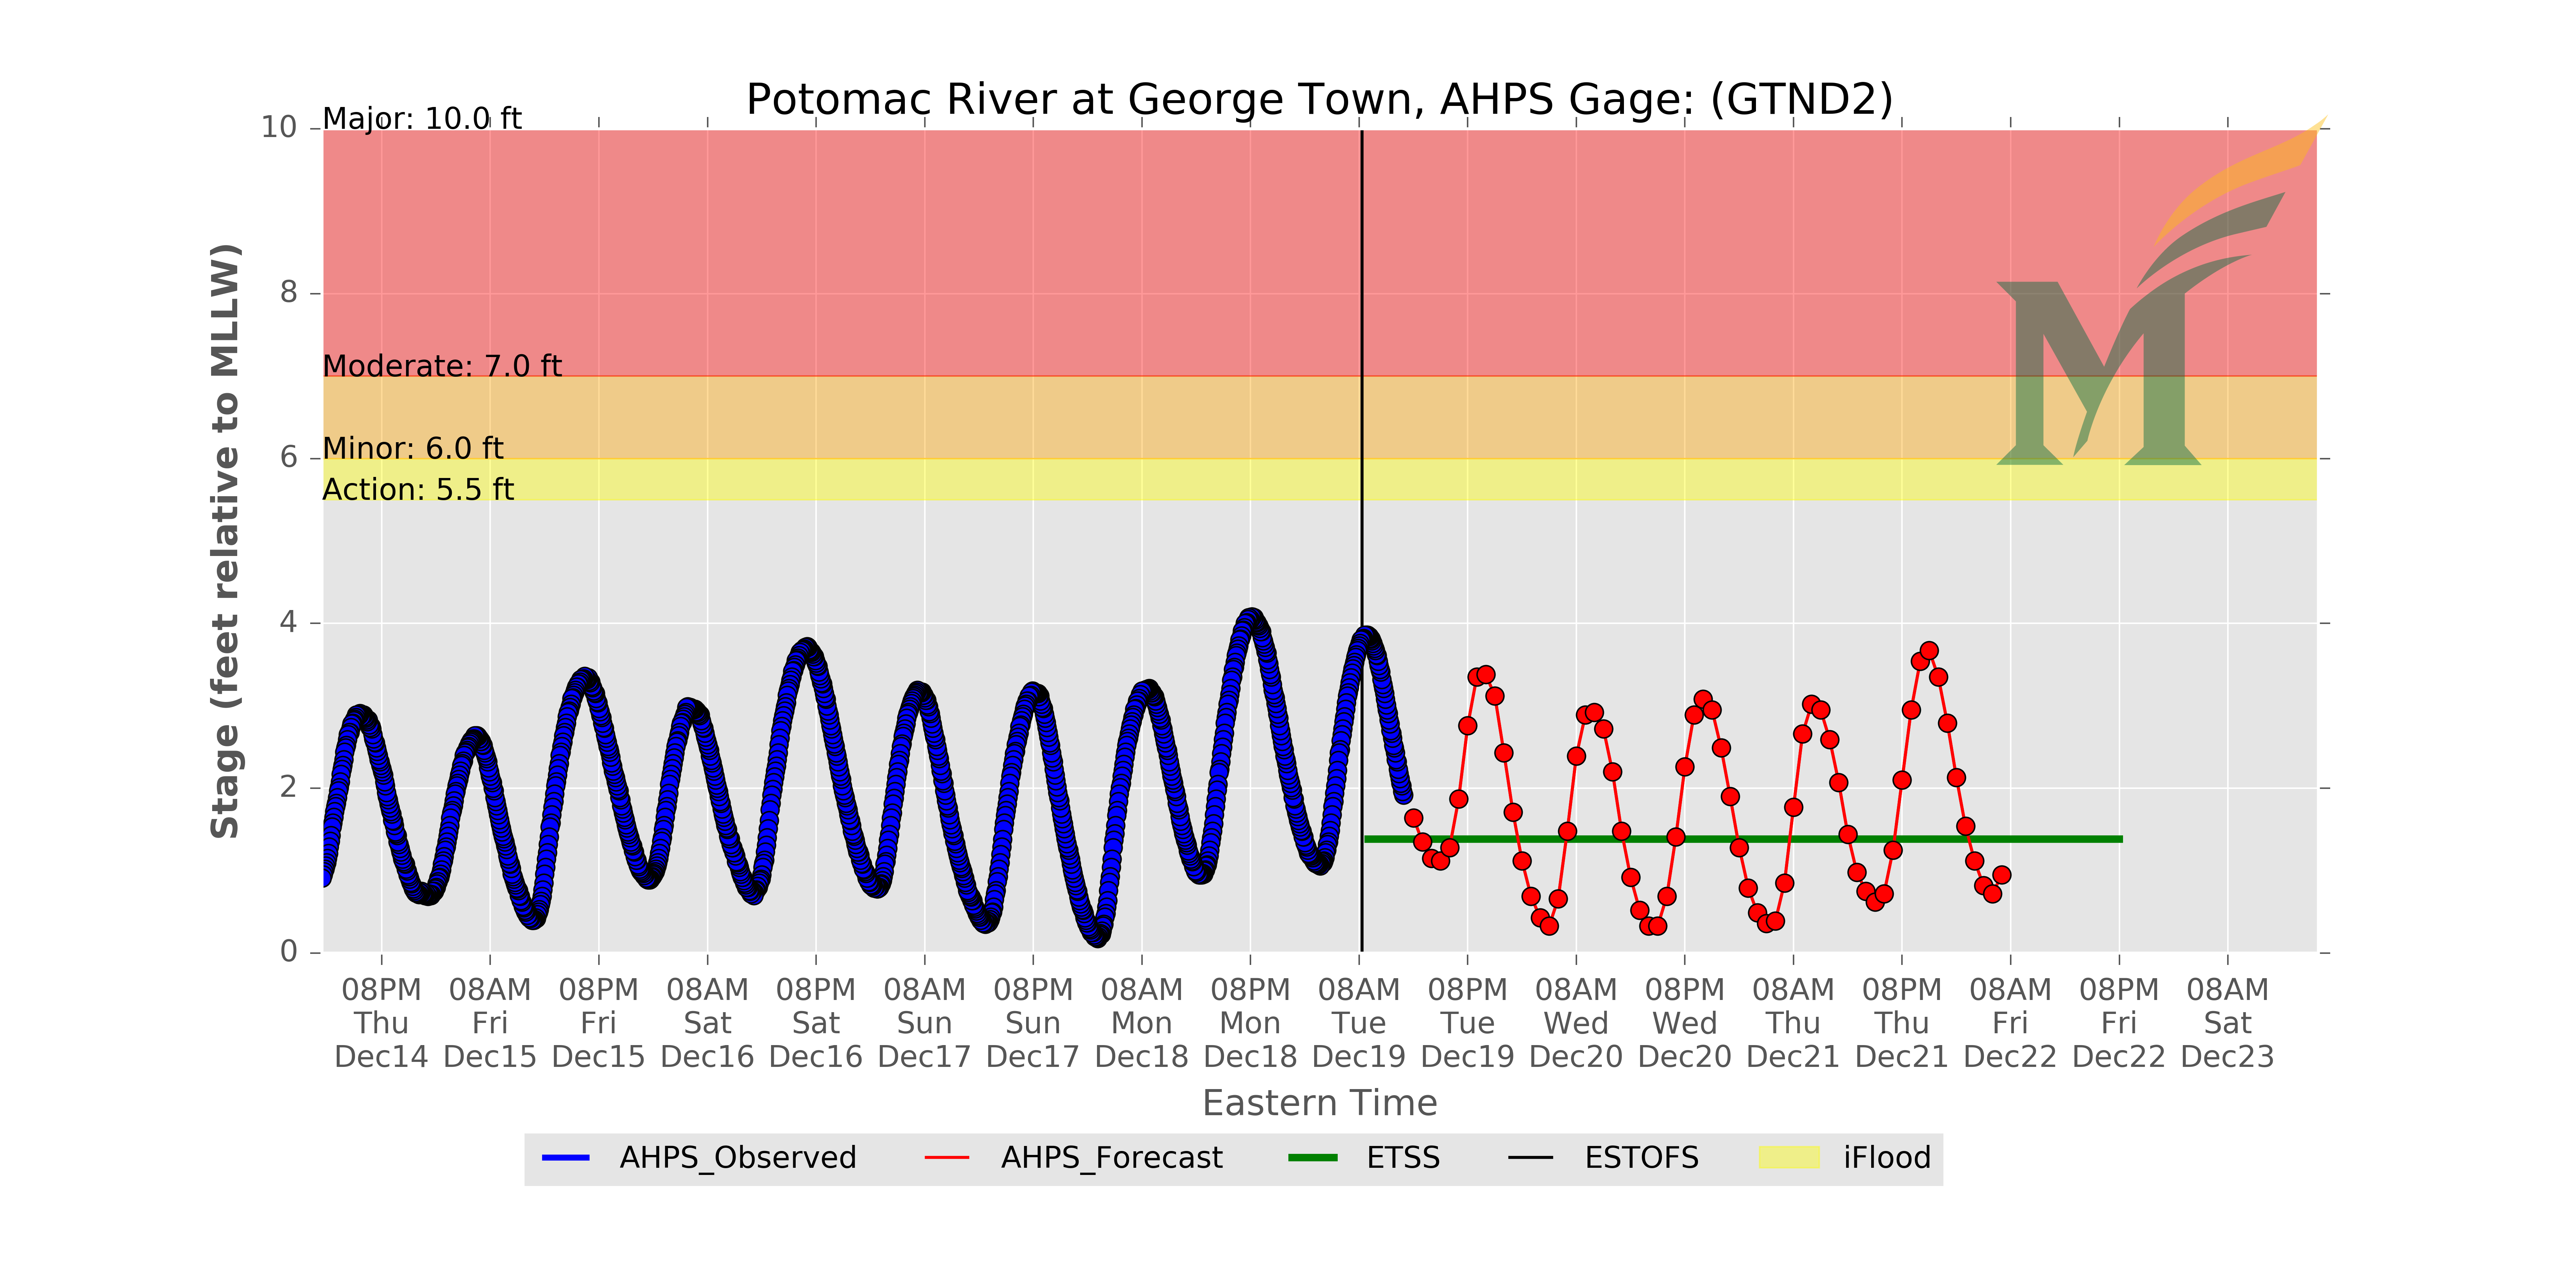 Potomac River at George Town, AHPS Gage: (GTND2)
Major: 10.0 ft
Moderate: 7.0 ft
Minor: 6.0 ft
Action: 5.5 ft
10
8
6
4
2
0
Stage (feet relative to MLLW)
08PM 08AM 08PM 08AM 08PM 08AM 08PM 08AM 08PM 08AM 08PM 08AM 08PM 08AM 08PM 08AM 08PM 08AM
Thu Fri Fri Sat Sat Sun Sun Mon Mon Tue Tue Wed Wed Thu Thu Fri Fri Sat
Dec14 Dec15 Dec15 Dec16 Dec16 Dec17 Dec17 Dec18 Dec18 Dec19 Dec19 Dec20 Dec20 Dec21 Dec21 Dec22 Dec22 Dec23
Eastern Time
AHPS_Observed AHPS_Forecast ETSS ESTOFS iFlood
M